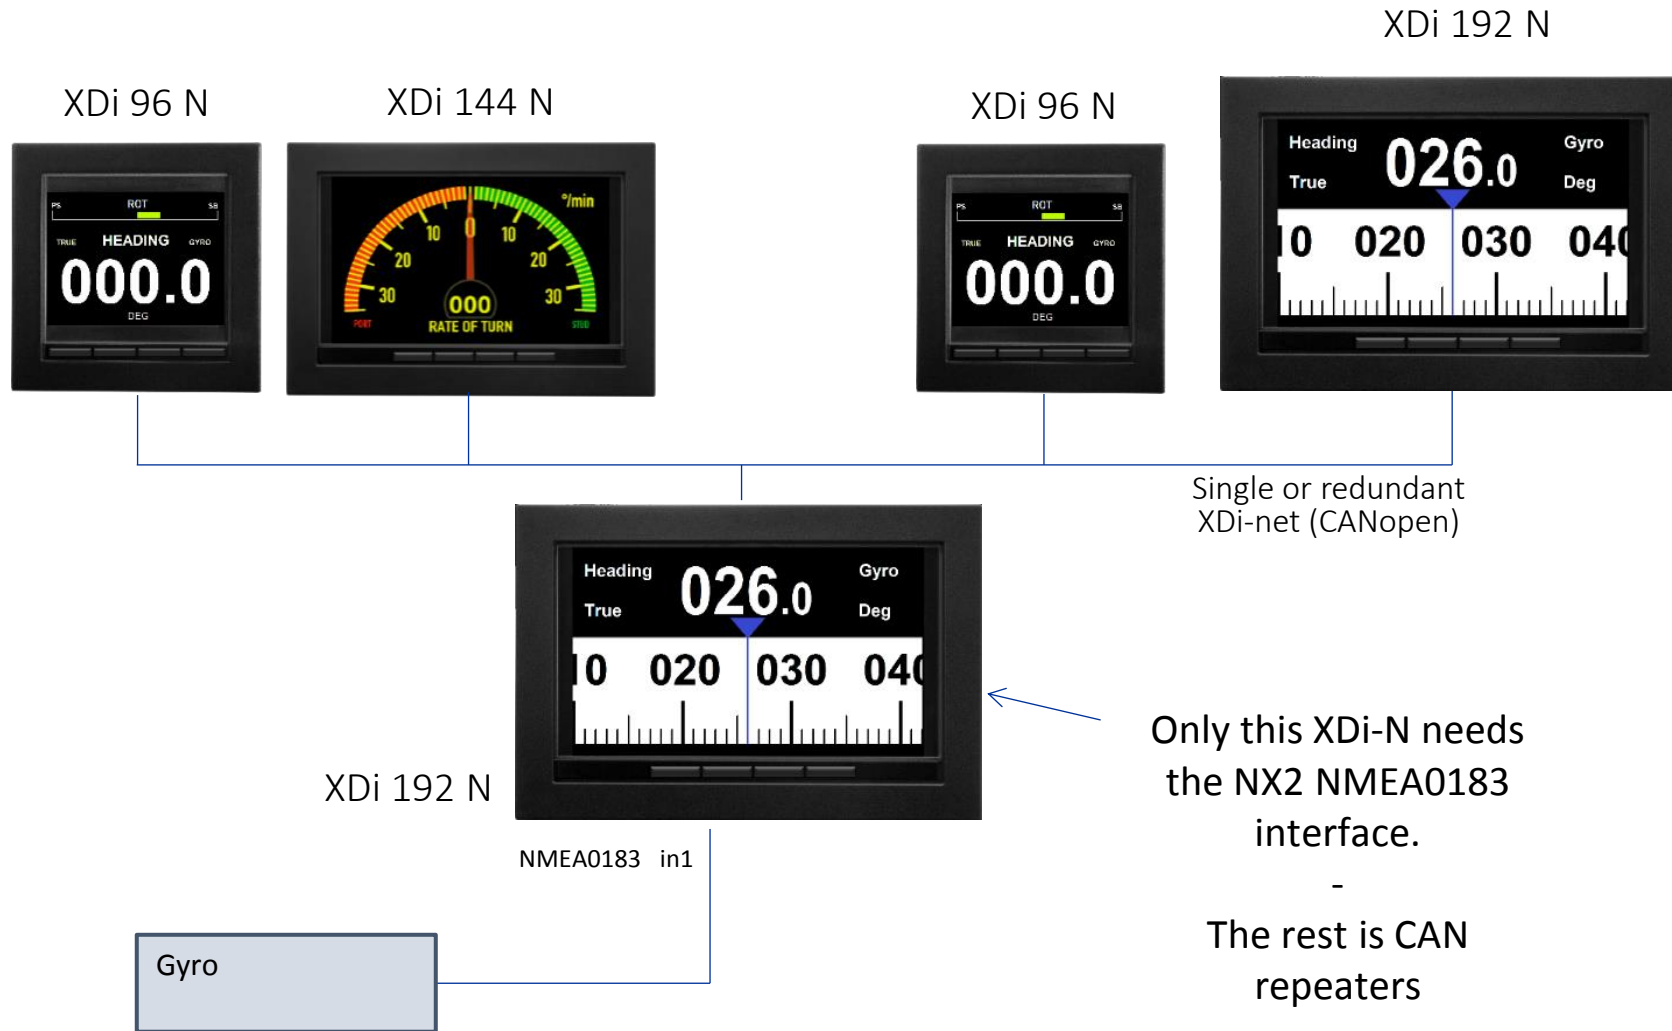 XDi 192 N
XDi 96 N
XDi 144 N
XDi 96 N
PS ROT SB
TRUE HEADING GYRO
000.0
DEG
°/min
30 20 10 0 10 20 30
000
PORT RATE OF TURN STBD
PS ROT SB
TRUE HEADING GYRO
000.0
DEG
Heading 026.0 Gyro
True Deg
10 020 030 040
Single or redundant
XDi-net (CANopen)
Heading 026.0 Gyro
True Deg
10 020 030 040
XDi 192 N
Only this XDi-N needs
the NX2 NMEA0183
interface.
-
The rest is CAN
repeaters
NMEA0183 in1
Gyro